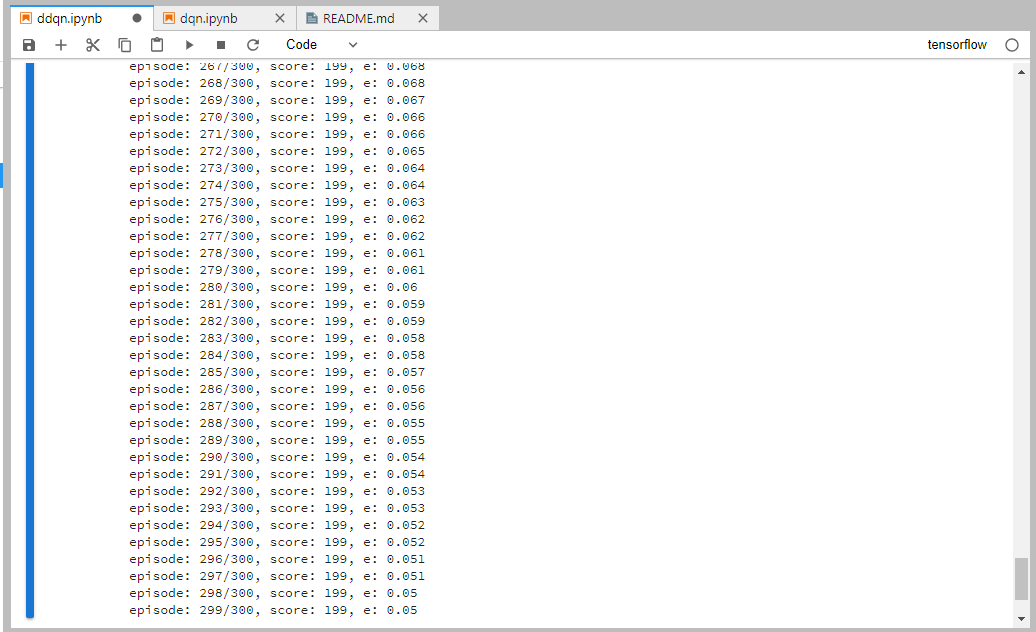 ddqn.ipynb
dqn.ipynb
README.md
Code
tensorflow
episode: 267/300, score: 199, e: 0.068
episode: 268/300, score: 199, e: 0.068
episode: 269/300, score: 199, e: 0.067
episode: 270/300, score: 199, e: 0.066
episode: 271/300, score: 199, e: 0.066
episode: 272/300, score: 199, e: 0.065
episode: 273/300, score: 199, e: 0.064
episode: 274/300, score: 199, e: 0.064
episode: 275/300, score: 199, e: 0.063
episode: 276/300, score: 199, e: 0.062
episode: 277/300, score: 199, e: 0.062
episode: 278/300, score: 199, e: 0.061
episode: 279/300, score: 199, e: 0.061
episode: 280/300, score: 199, e: 0.06
episode: 281/300, score: 199, e: 0.059
episode: 282/300, score: 199, e: 0.059
episode: 283/300, score: 199, e: 0.058
episode: 284/300, score: 199, e: 0.058
episode: 285/300, score: 199, e: 0.057
episode: 286/300, score: 199, e: 0.056
episode: 287/300, score: 199, e: 0.056
episode: 288/300, score: 199, e: 0.055
episode: 289/300, score: 199, e: 0.055
episode: 290/300, score: 199, e: 0.054
episode: 291/300, score: 199, e: 0.054
episode: 292/300, score: 199, e: 0.053
episode: 293/300, score: 199, e: 0.053
episode: 294/300, score: 199, e: 0.052
episode: 295/300, score: 199, e: 0.052
episode: 296/300, score: 199, e: 0.051
episode: 297/300, score: 199, e: 0.051
episode: 298/300, score: 199, e: 0.05
episode: 299/300, score: 199, e: 0.05